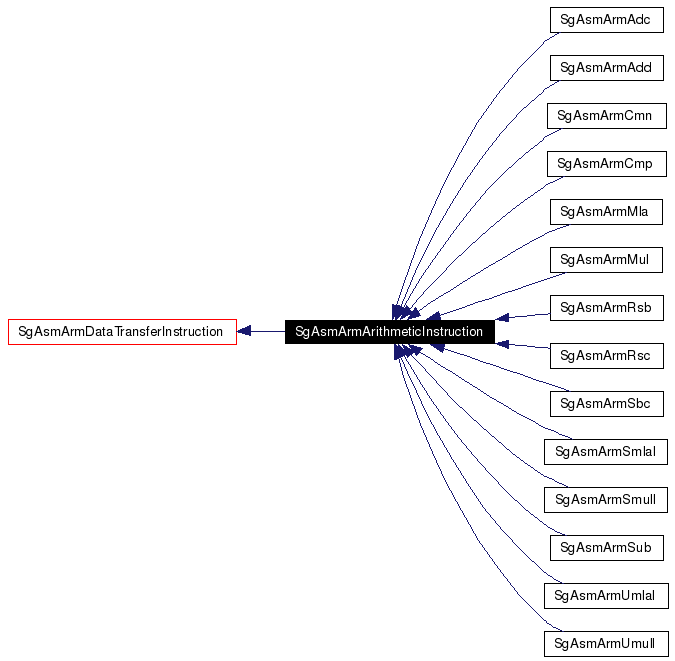 SgAsmArmAdc
SgAsmArmAdd
SgAsmArmCmn
SgAsmArmCmp
SgAsmArmMla
SgAsmArmMul
SgAsmArmRsb
SgAsmArmDataTransferInstruction
SgAsmArmArithmeticInstruction
SgAsmArmRsc
SgAsmArmSbc
SgAsmArmSmlal
SgAsmArmSmull
SgAsmArmSub
SgAsmArmUmlal
SgAsmArmUmull